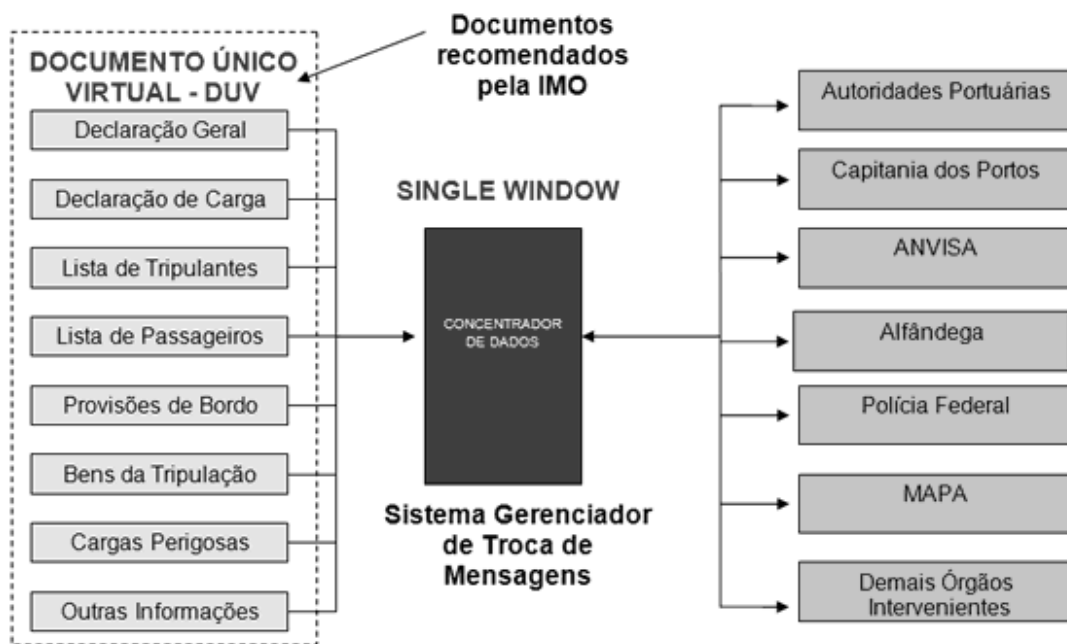 Documentos
recomendados
pela IMO
DOCUMENTO ÚNICO
VIRTUAL - DUV
Declaração Geral
Declaração de Carga
Lista de Tripulantes
Lista de Passageiros
Provisões de Bordo
Bens da Tripulação
Cargas Perigosas
Outras Informações
SINGLE WINDOW
CONCENTRADOR
DE DADOS
Sistema Gerenciador
de Troca de
Mensagens
Autoridades Portuárias
Capitania dos Portos
ANVISA
Alfândega
Polícia Federal
MAPA
Demais Órgãos
Intervenientes